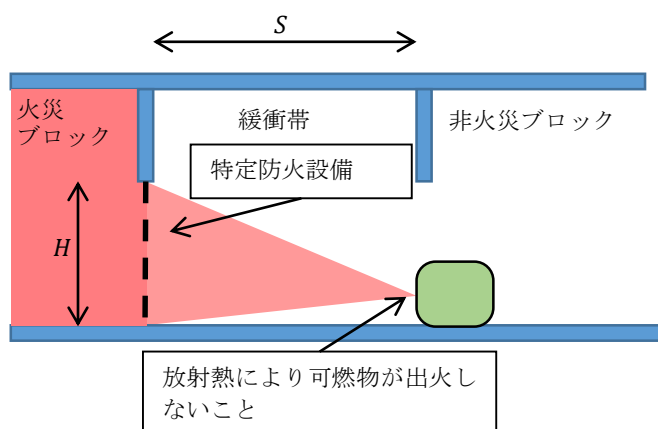 S
火災
ブロック
緩衝帯
非火災ブロック
特定防火設備
H
放射熱により可燃物が出火し
ないこと